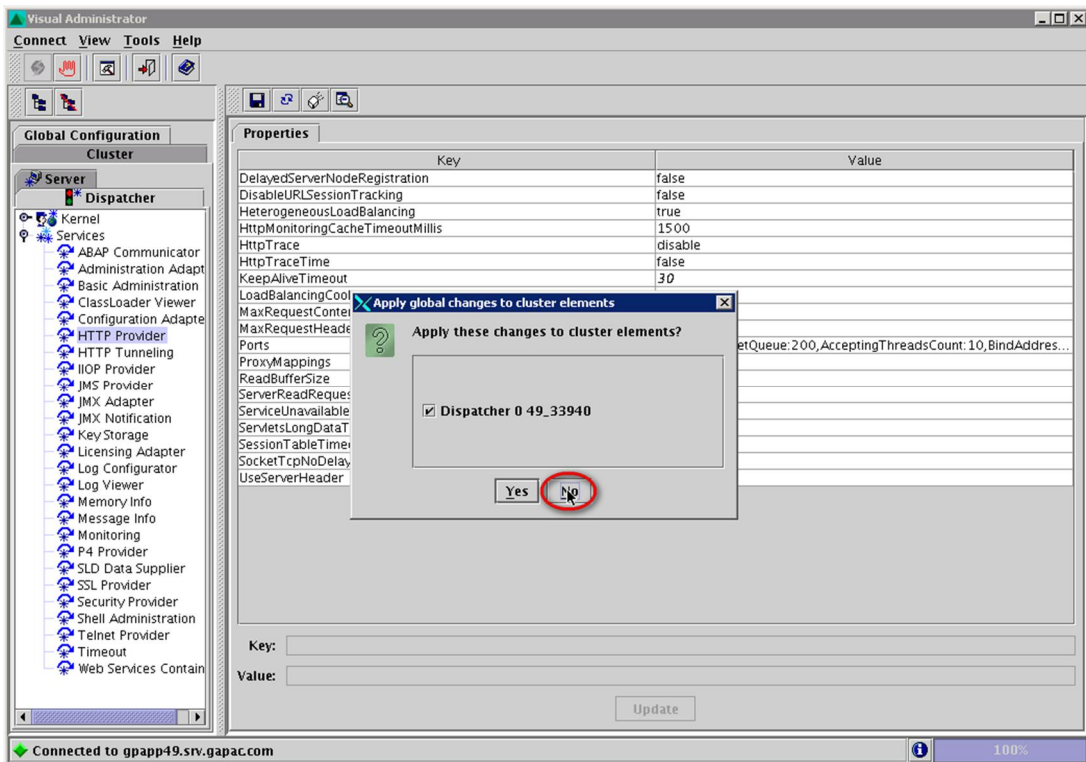 Visual Administrator
Connect View Tools Help
Global Configuration
Cluster
Server
Dispatcher
Kernel
Services
ABAP Communicator
Administration Adapt
Basic Administration
ClassLoader Viewer
Configuration Adapte
HTTP Provider
HTTP Tunneling
IIOP Provider
JMS Provider
JMX Adapter
JMX Notification
Key Storage
Licensing Adapter
Log Configurator
Log Viewer
Memory Info
Message Info
Monitoring
P4 Provider
SLD Data Supplier
SSL Provider
Security Provider
Shell Administration
Telnet Provider
Timeout
Web Services Contain
Properties
Key Value
DelayedServerNodeRegistration false
DisableURLSessionTracking false
HeterogeneousLoadBalancing true
HttpMonitoringCacheTimeoutMillis 1500
HttpTrace disable
HttpTraceTime false
KeepAliveTimeout 30
LoadBalancingCool
MaxRequestConter
MaxRequestHeade
Ports etQueue:200,AcceptingThreadsCount:10,BindAddres...
ProxyMappings
ReadBufferSize
ServerReadReques
ServiceUnavailable
ServletsLongDataT
SessionTableTime
SocketTcpNoDelay
UseServerHeader
Apply global changes to cluster elements
Apply these changes to cluster elements?
Dispatcher 0 49_33940
Yes No
Key:
Value:
Update
Connected to gpapp49.srv.gapac.com
100%